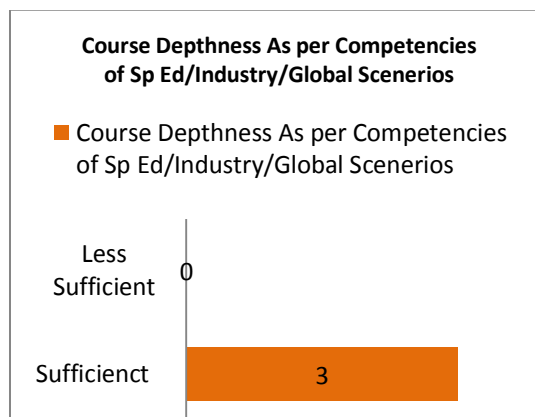 Course Depthness As per Competencies
of Sp Ed/Industry/Global Scenerios
Course Depthness As per Competencies
of Sp Ed/Industry/Global Scenerios
Less
Sufficient
0
Sufficienct
3